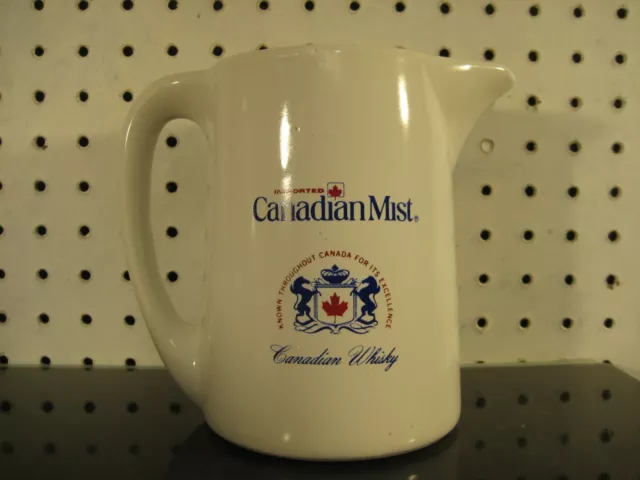 IMPORTED
Canadian Mist®
KNOWN THROUGHOUT CANADA FOR ITS EXCELLENCE
Canadian Whisky